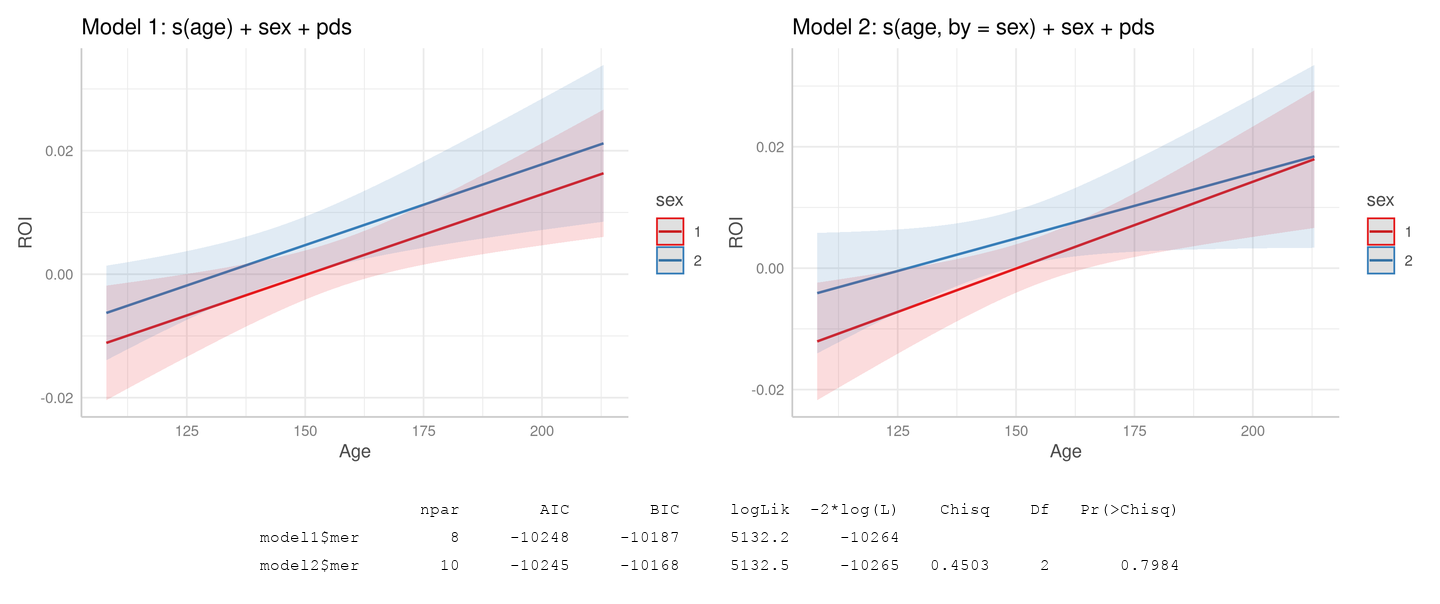 Model 1: s(age) + sex + pds
0.02
0.00
-0.02
ROI
125 150 175 200
Age
sex
1
2
Model 2: s(age, by = sex) + sex + pds
0.02
0.00
-0.02
ROI
125 150 175 200
Age
sex
1
2
npar AIC BIC logLik -2*log(L) Chisq Df Pr(>Chisq)
model1$mer 8 -10248 -10187 5132.2 -10264
model2$mer 10 -10245 -10168 5132.5 -10265 0.4503 2 0.7984